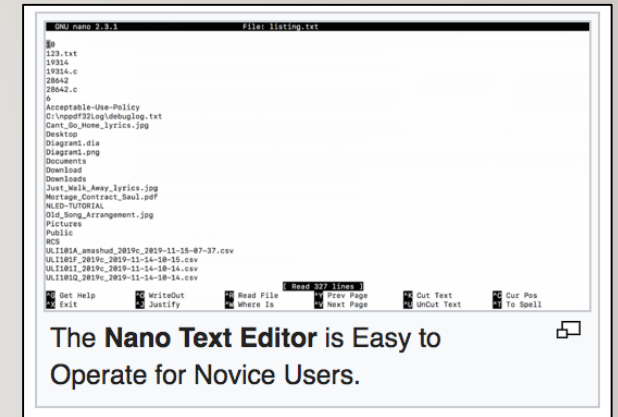 GNU nano 2.3.1 File: listing.txt
123.txt
19314
19314.c
28642
28642.c
6
Acceptable-Use-Policy
C:\nppdf32Log\debuglog.txt
Cant_Go_Home_lyrics.jpg
Desktop
Diagram1.dia
Diagram1.png
Documents
Download
Downloads
Just_Walk_Away_lyrics.jpg
Mortage_Contract_Saul.pdf
NLED-TUTORIAL
Old_Song_Arrangement.jpg
Pictures
Public
RCS
ULI101A_amashud_2019c_2019-11-15-07-37.csv
ULI101F_2019c_2019-11-14-10-15.csv
ULI101I_2019c_2019-11-14-10-14.csv
ULI101Q_2019c_2019-11-14-10-14.csv
[ Read 327 lines ]
^G Get Help ^O WriteOut ^R Read File ^Y Prev Page ^K Cut Text ^C Cur Pos
^X Exit ^J Justify ^W Where Is ^V Next Page ^U UnCut Text ^T To Spell
The Nano Text Editor is Easy to
Operate for Novice Users.